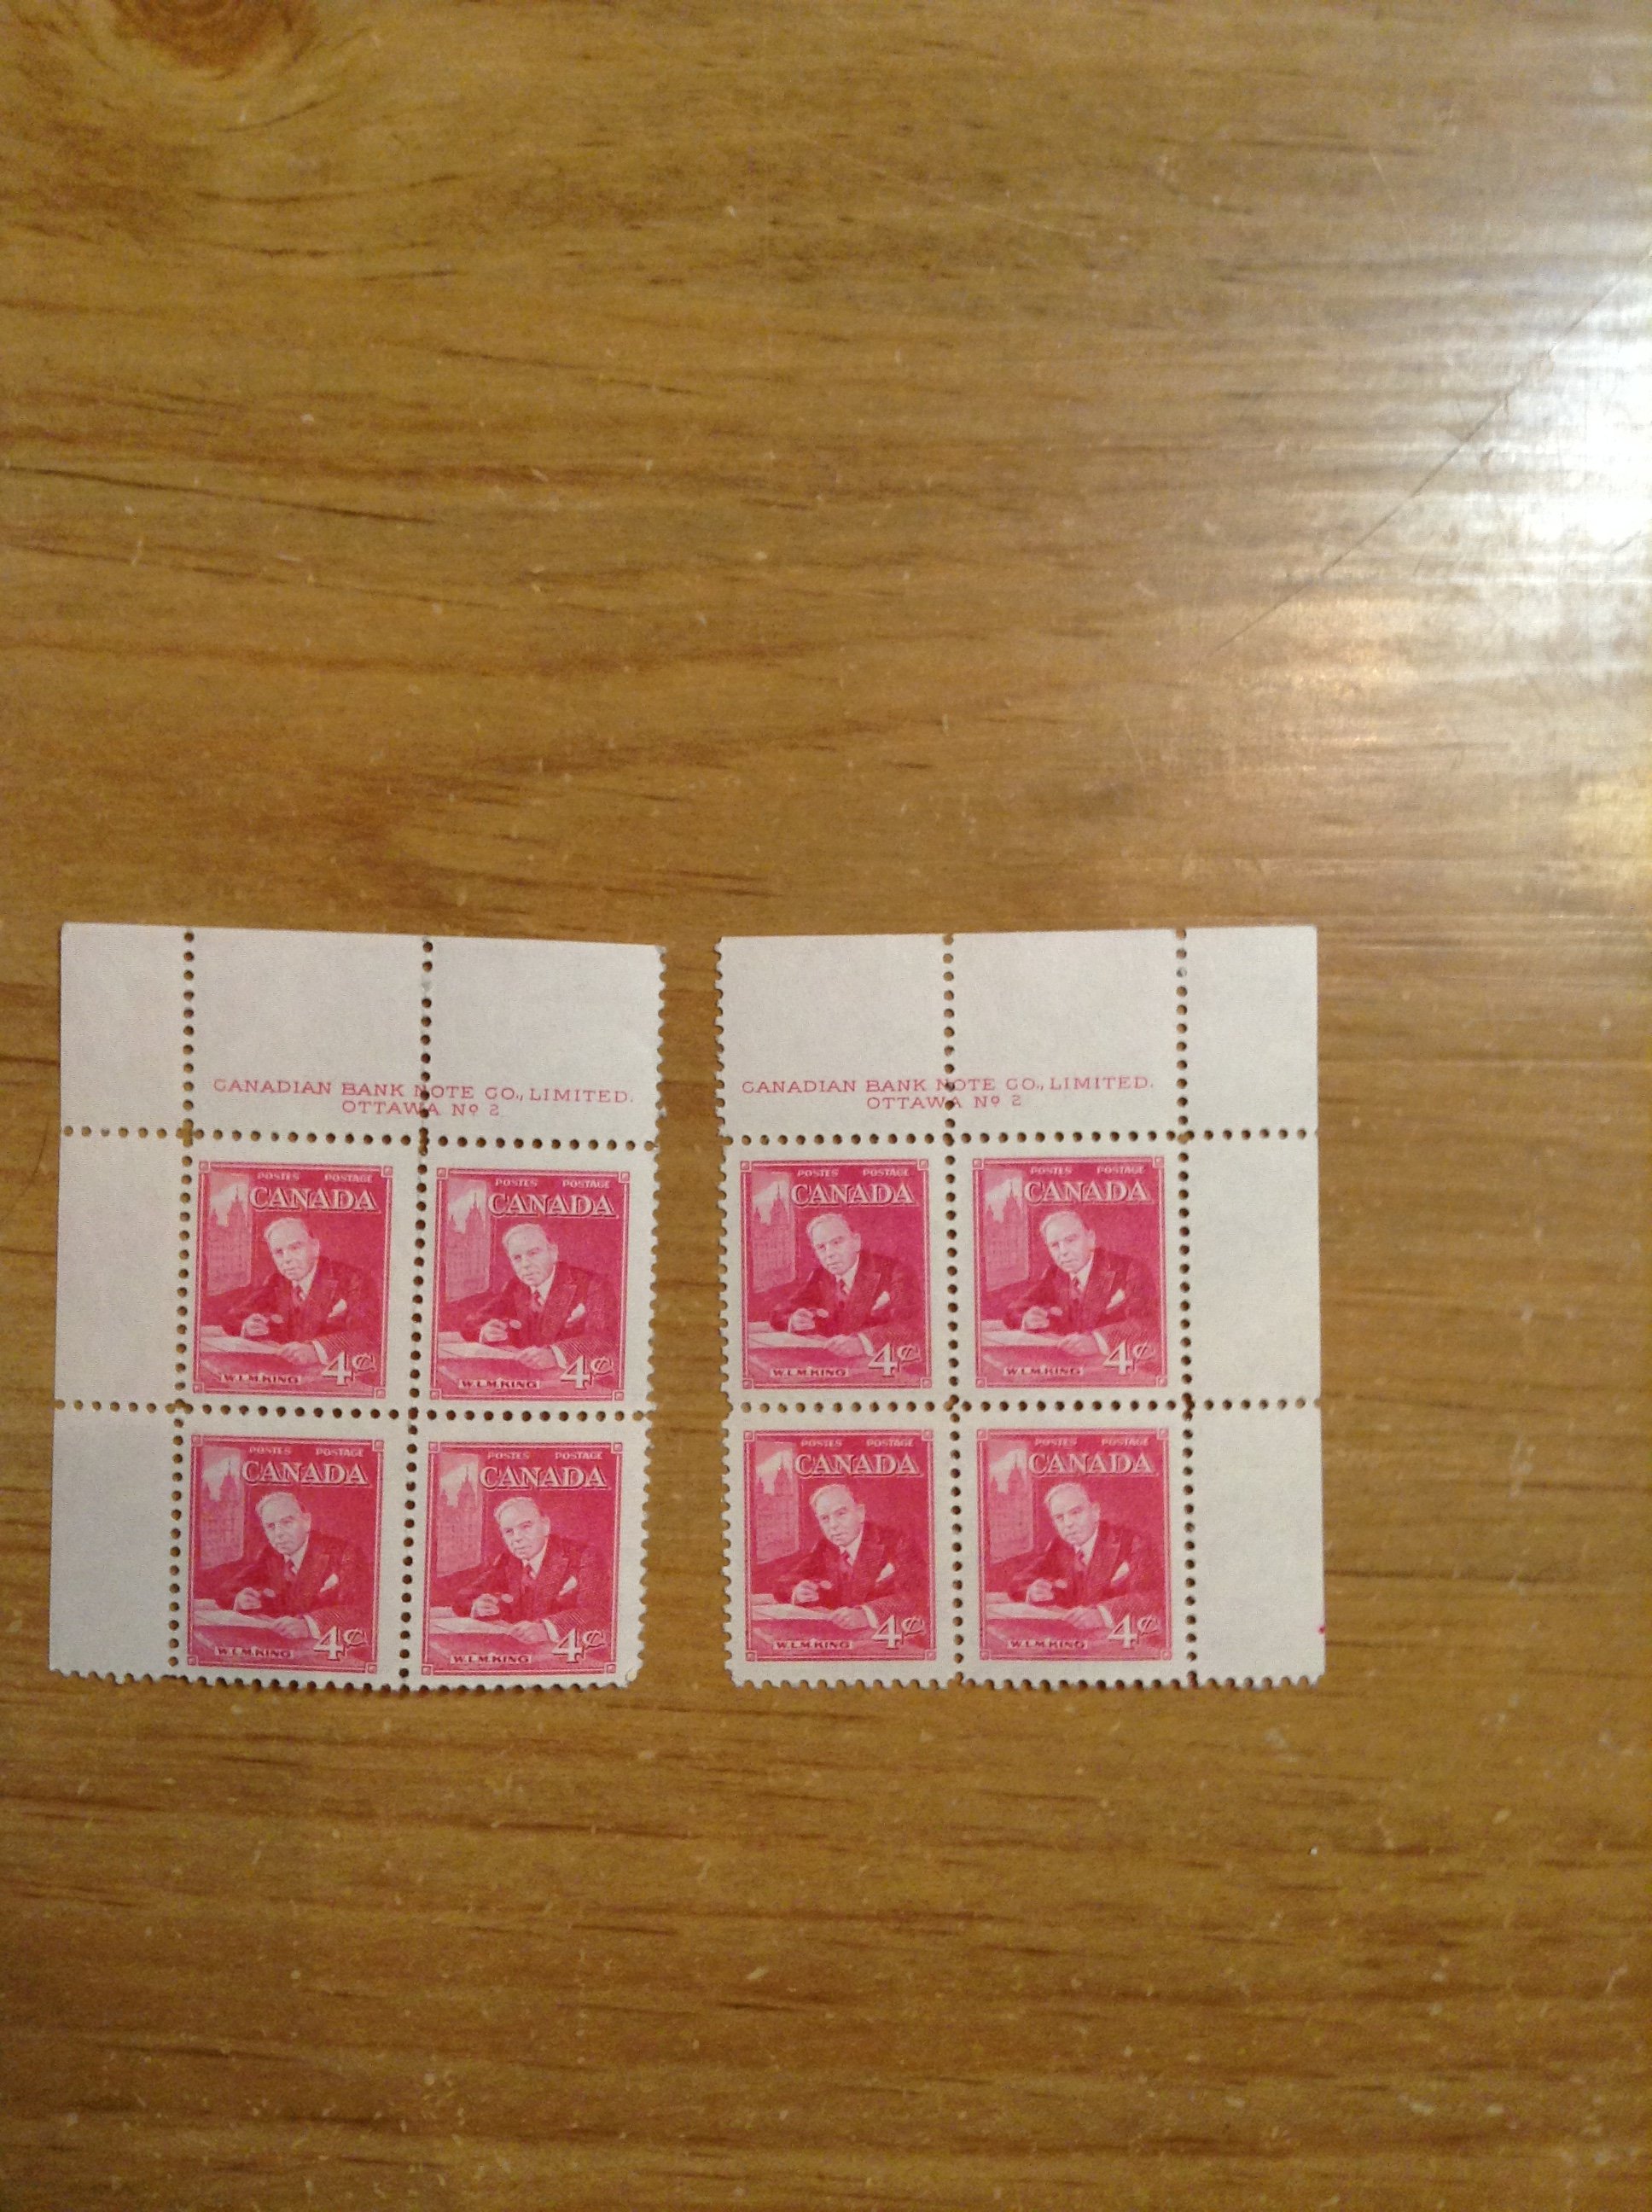 CANADIAN BANK NOTE CO., LIMITED.
OTTAWA Nº 2
POSTES POSTAGE
CANADA
W.L.M.KING 4¢
POSTES POSTAGE
CANADA
W.L.M.KING 4¢
POSTES POSTAGE
CANADA
W.L.M.KING 4¢
POSTES POSTAGE
CANADA
W.L.M.KING 4¢
CANADIAN BANK NOTE CO., LIMITED.
OTTAWA Nº 2
POSTES POSTAGE
CANADA
W.L.M.KING 4¢
POSTES POSTAGE
CANADA
W.L.M.KING 4¢
POSTES POSTAGE
CANADA
W.L.M.KING 4¢
POSTES POSTAGE
CANADA
W.L.M.KING 4¢